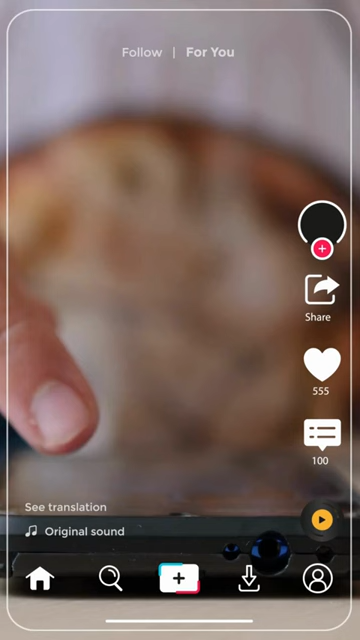 Follow | For You
Share
555
100
See translation
Original sound